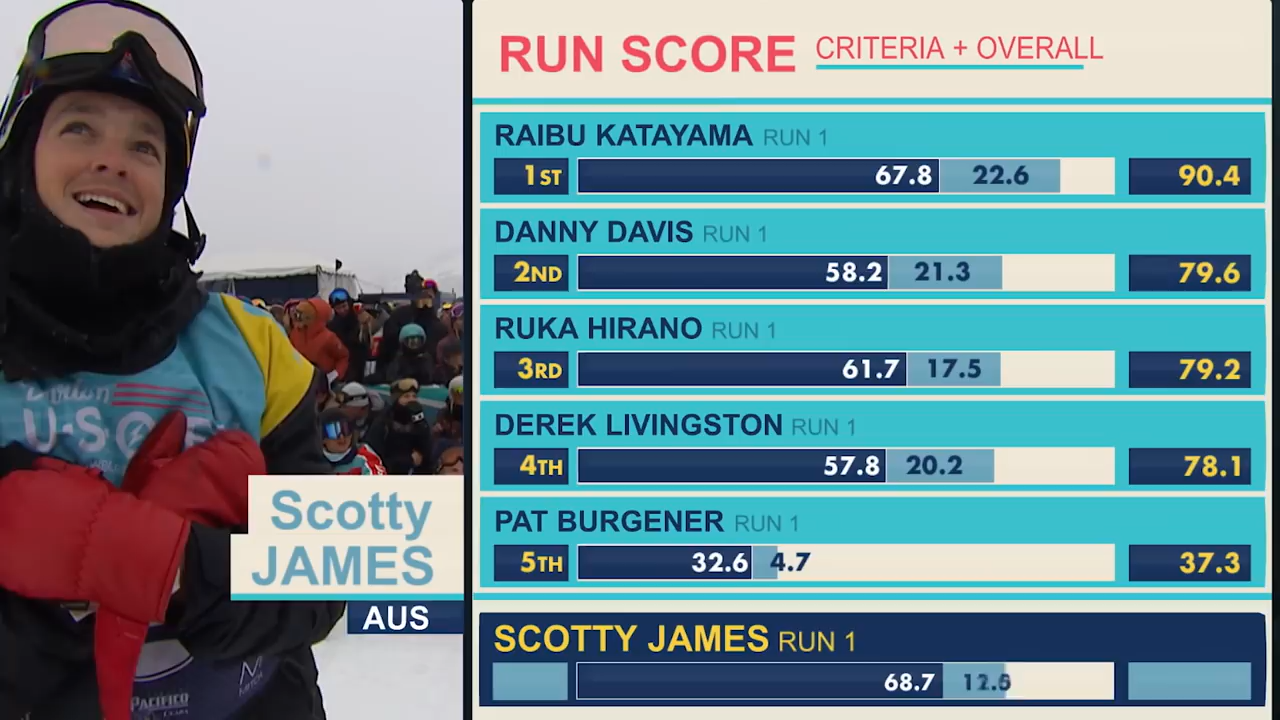 RUN SCORE CRITERIA + OVERALL
RAIBU KATAYAMA RUN 1
1ST 67.8 22.6 90.4
DANNY DAVIS RUN 1
2ND 58.2 21.3 79.6
RUKA HIRANO RUN 1
3RD 61.7 17.5 79.2
DEREK LIVINGSTON RUN 1
4TH 57.8 20.2 78.1
PAT BURGENER RUN 1
5TH 32.6 4.7 37.3
SCOTTY JAMES RUN 1
68.7
Scotty
JAMES
AUS
Burton
U·S
PACIFICO